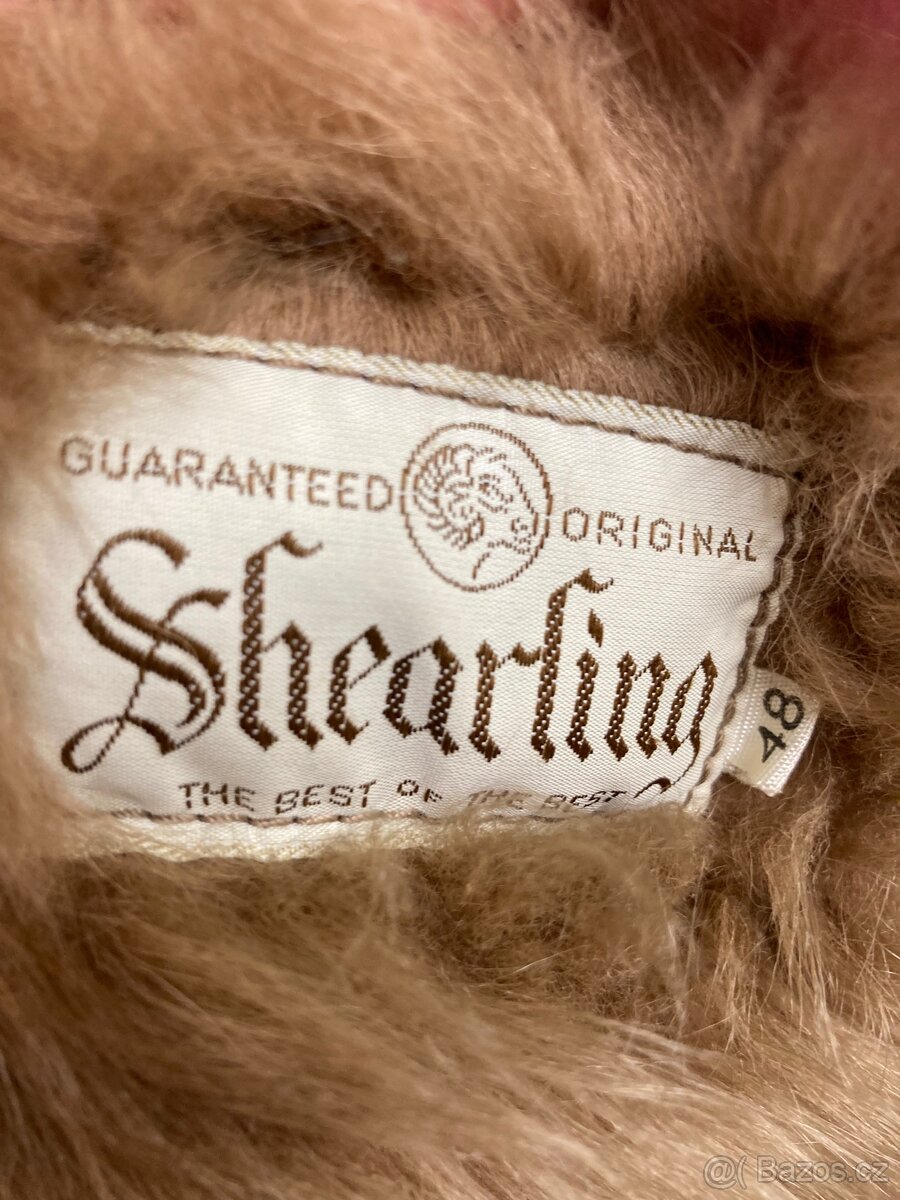 GUARANTEED ORIGINAL
Shearling
48
THE BEST OF THE BEST
@( Bazos.cz